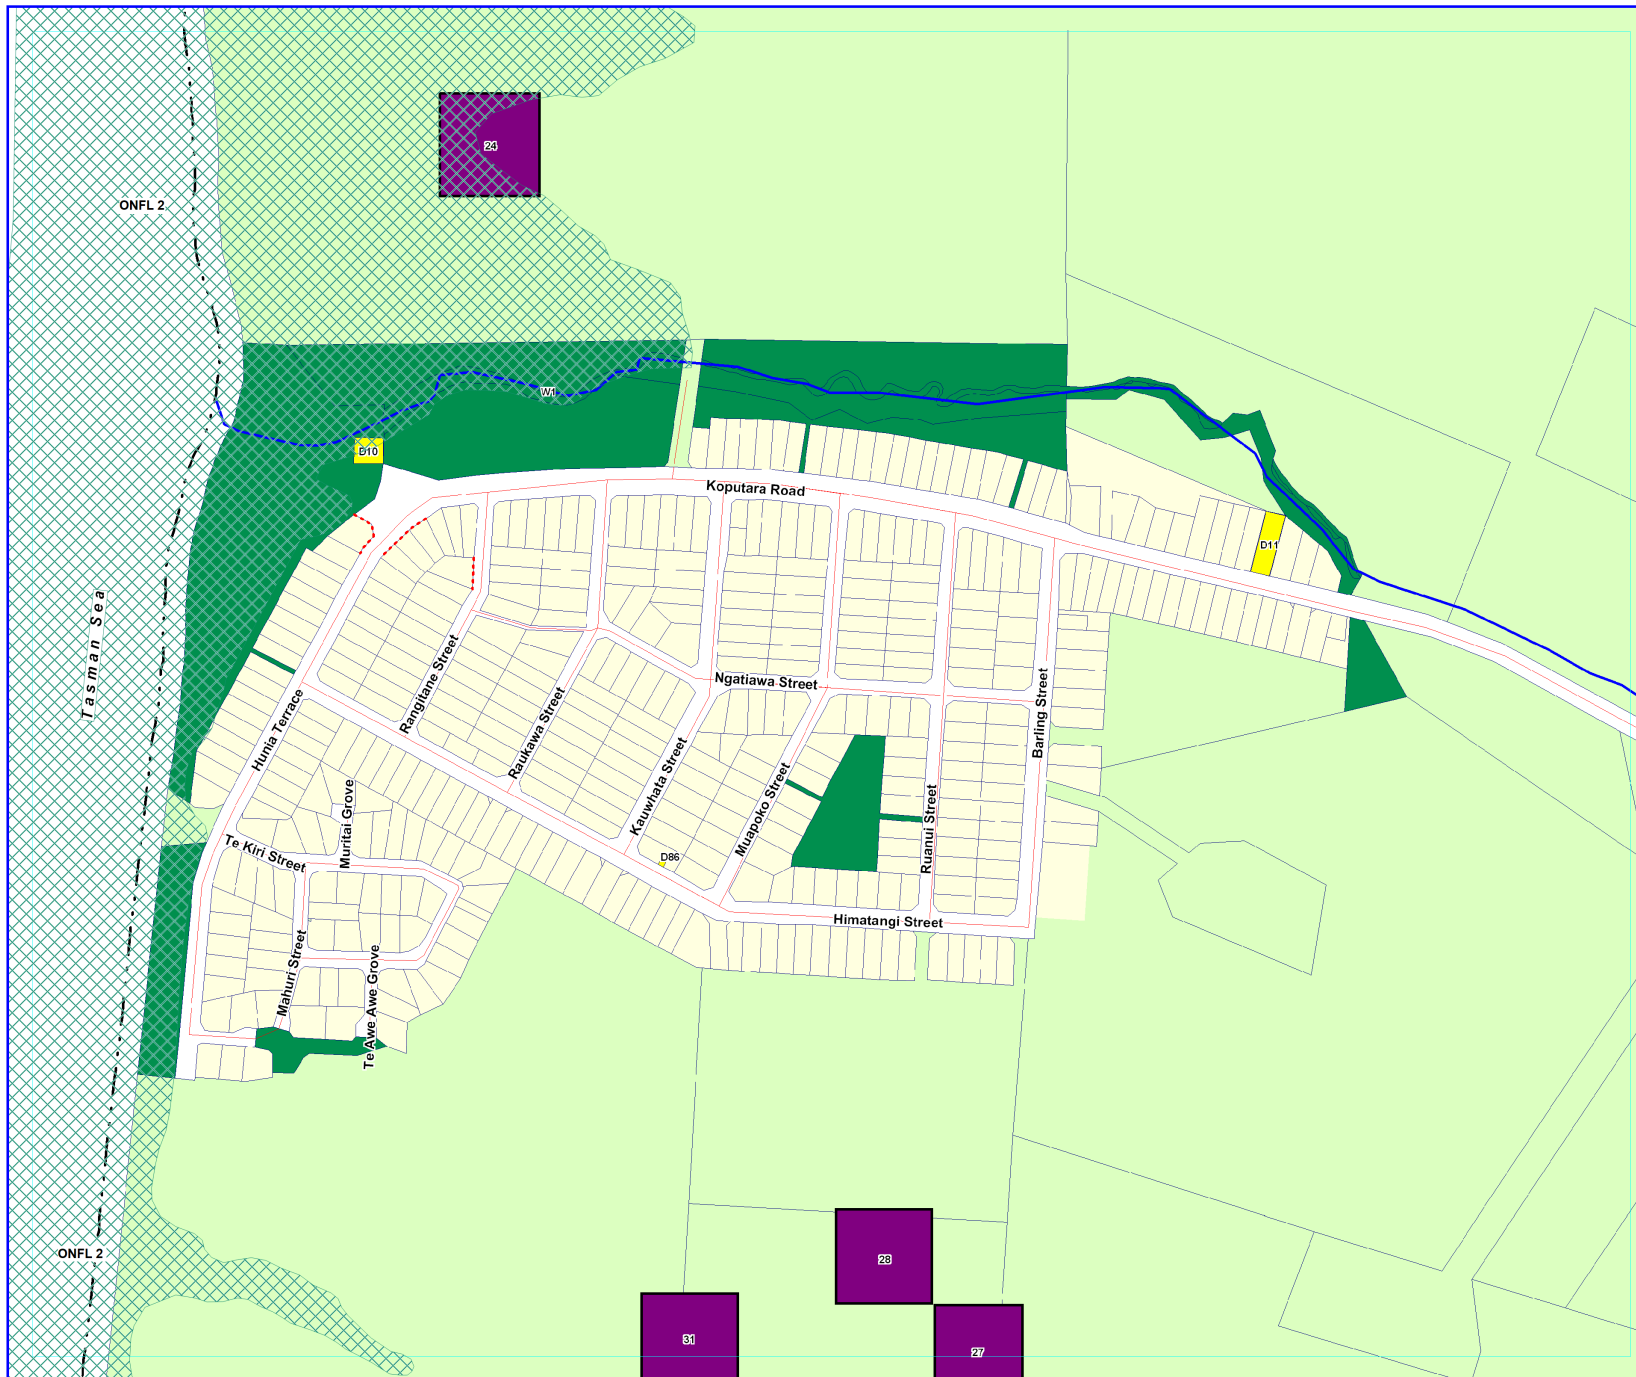 24
ONFL 2
W1
D10
Koputara Road
D11
Tasman Sea
Rangitane Street
Ngatiawa Street
Barling Street
Hunia Terrace
Raukawa Street
Kauwhata Street
Muapoko Street
Ruanui Street
Muritai Grove
Te Kiri Street
D86
Himatangi Street
Mahuri Street
Te Awe Awe Grove
ONFL 2
28
31
27